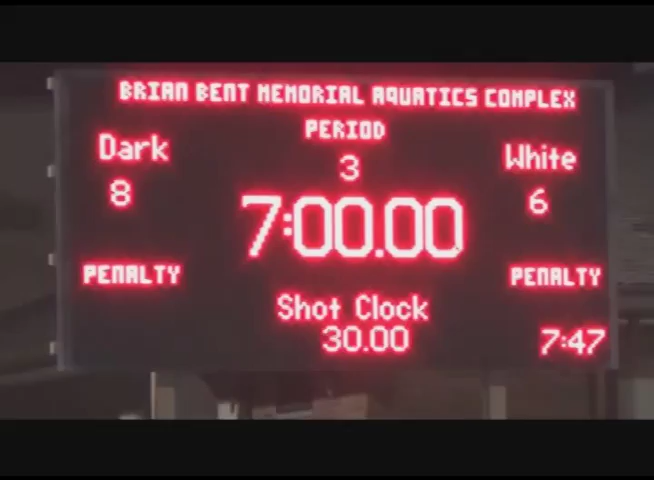 BRIAN BENT MEMORIAL AQUATICS COMPLEX
PERIOD
Dark
3
White
8
6
7:00.00
PENALTY
PENALTY
Shot Clock
30.00
7:47